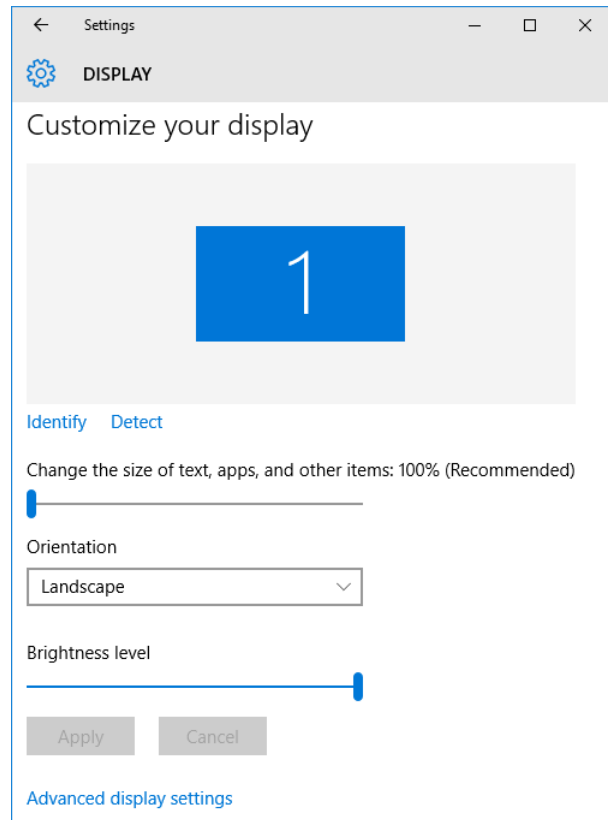 Settings
DISPLAY
Customize your display
1
Identify Detect
Change the size of text, apps, and other items: 100% (Recommended)
Orientation
Landscape
Brightness level
Apply Cancel
Advanced display settings